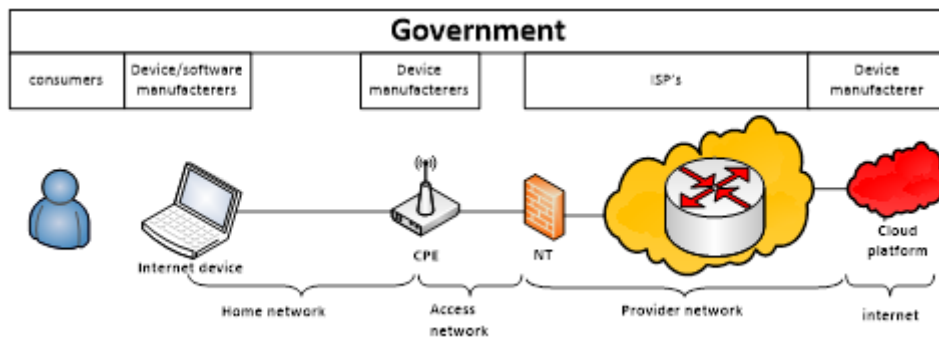 Government
consumers
Device/software
manufacterers
Device
manufacterers
ISP's
Device
manufacterer
Internet device
CPE
NT
Cloud
platform
Home network
Access
network
Provider network
internet